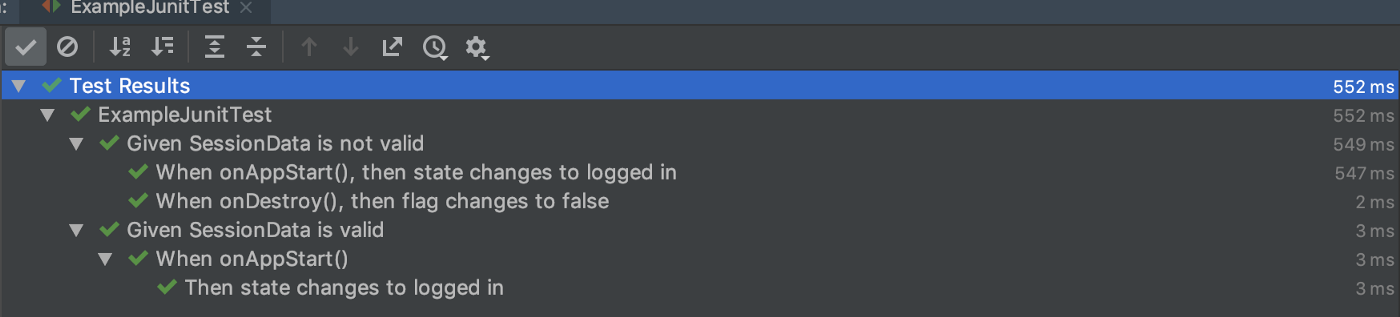 : ExampleJunitTest ×
Test Results 552 ms
ExampleJunitTest 552 ms
Given SessionData is not valid 549 ms
When onAppStart(), then state changes to logged in 547 ms
When onDestroy(), then flag changes to false 2 ms
Given SessionData is valid 3 ms
When onAppStart() 3 ms
Then state changes to logged in 3 ms